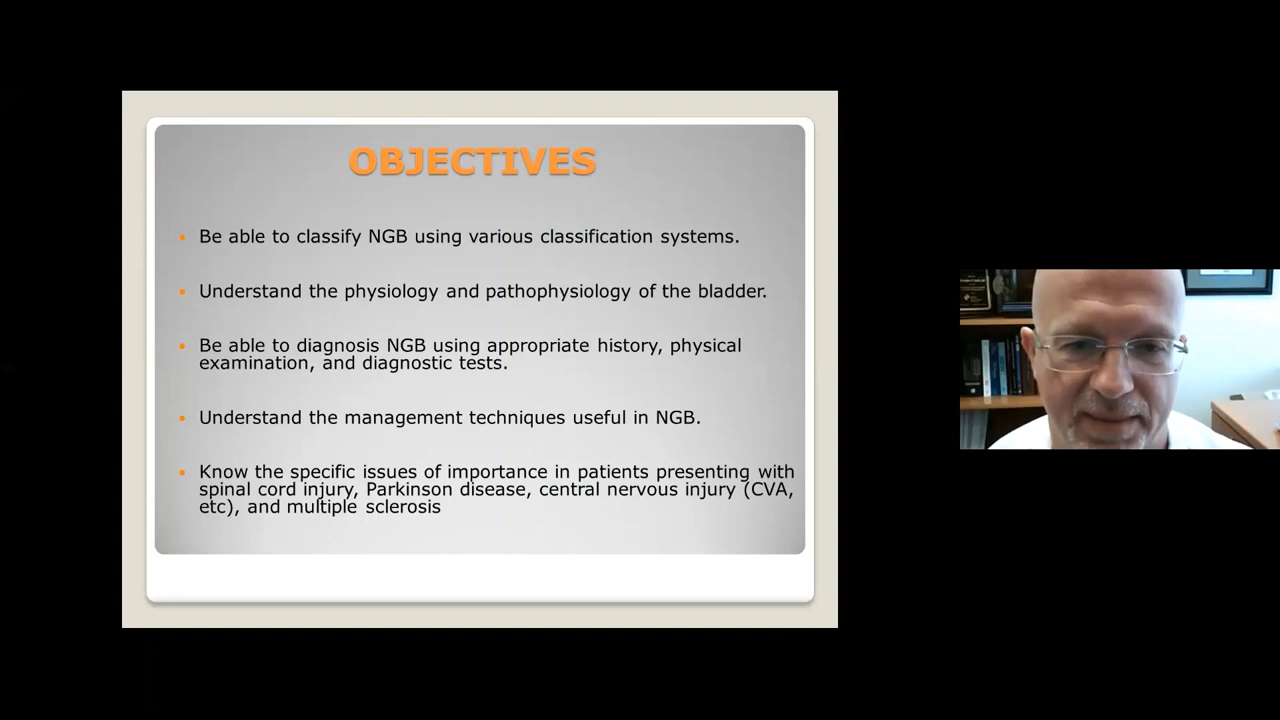 OBJECTIVES
• Be able to classify NGB using various classification systems.
• Understand the physiology and pathophysiology of the bladder.
• Be able to diagnosis NGB using appropriate history, physical
examination, and diagnostic tests.
• Understand the management techniques useful in NGB.
• Know the specific issues of importance in patients presenting with
spinal cord injury, Parkinson disease, central nervous injury (CVA,
etc), and multiple sclerosis